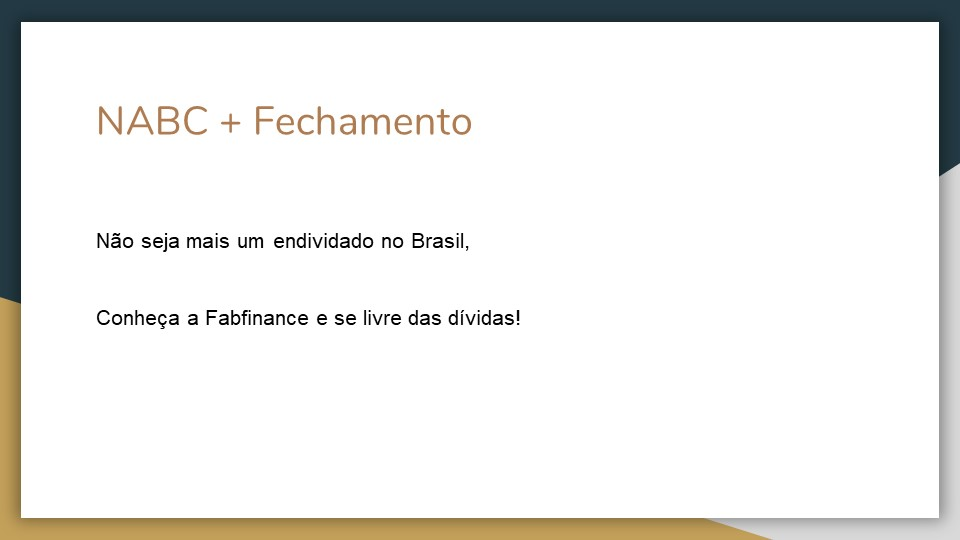 NABC + Fechamento
Não seja mais um endividado no Brasil,
Conheça a Fabfinance e se livre das dívidas!